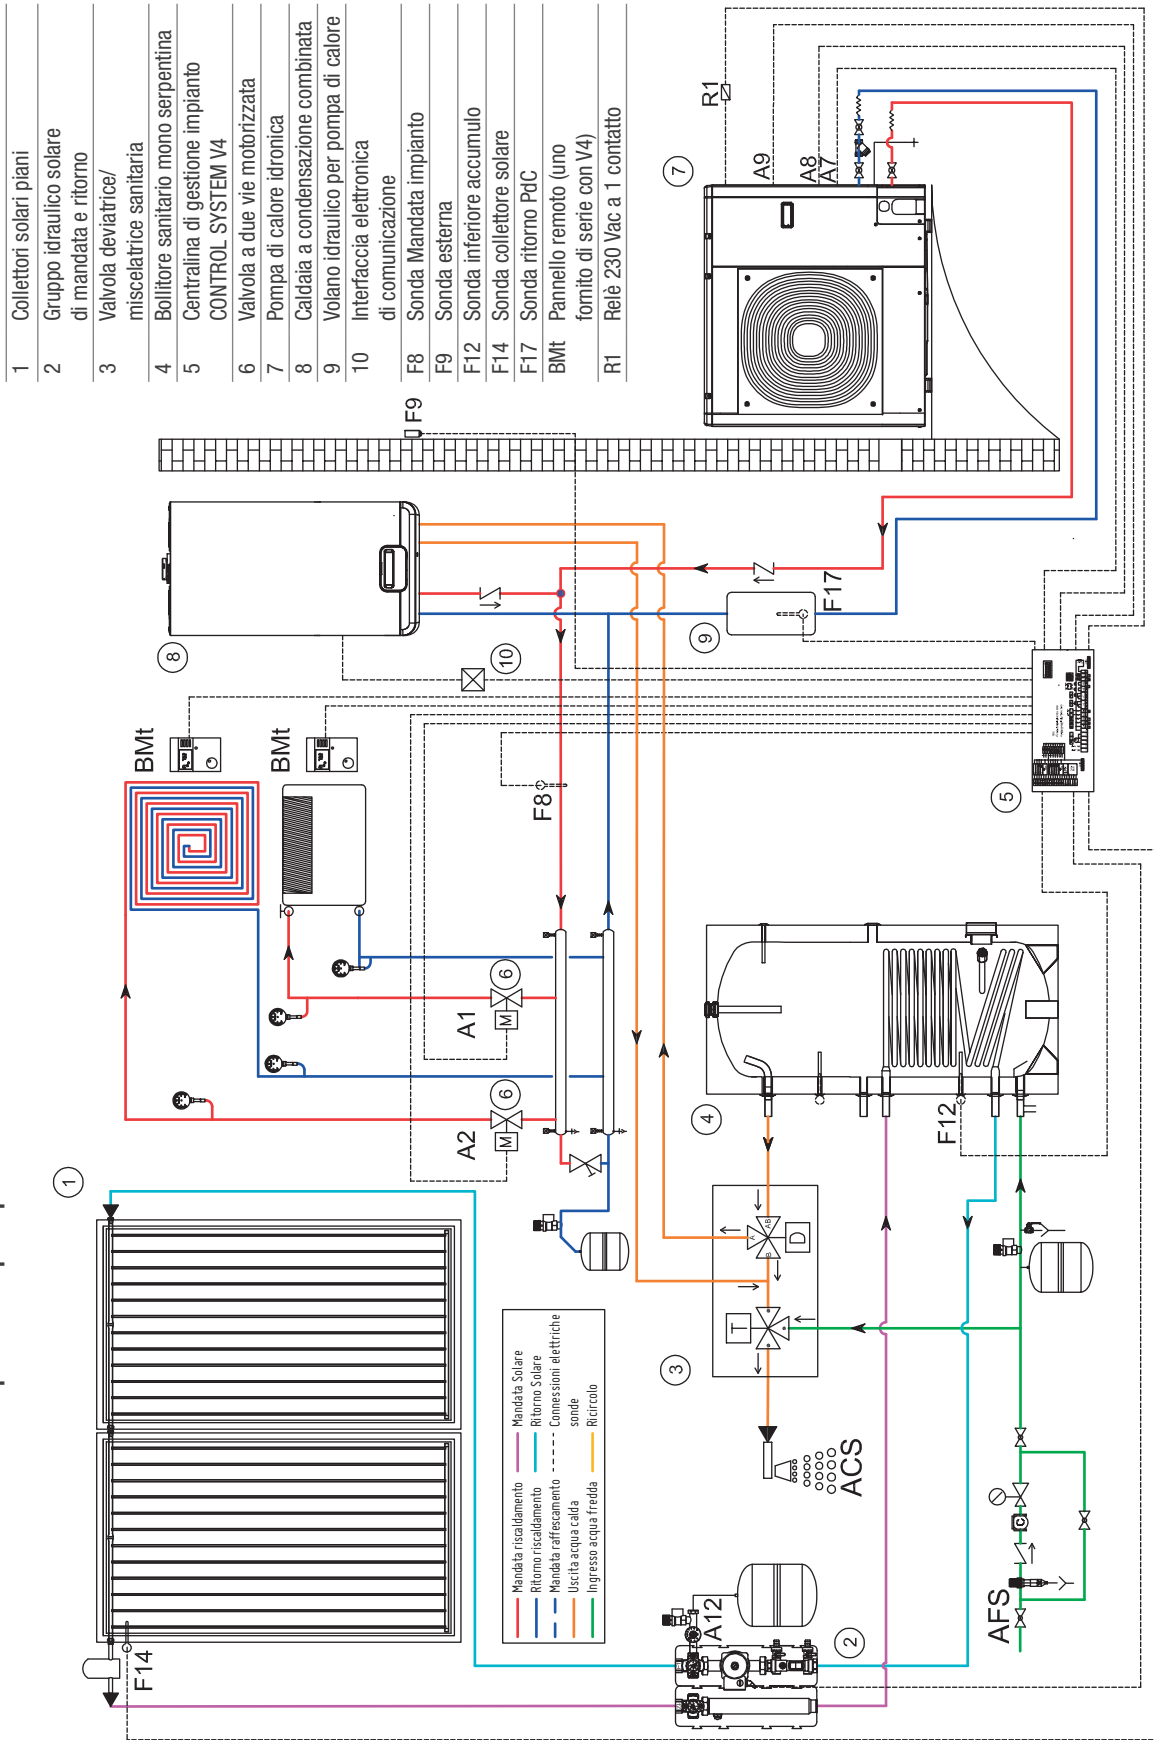 1 Collettori solari piani
2 Gruppo idraulico solare
di mandata e ritorno
3 Valvola deviatrice/
miscelatrice sanitaria
4 Bollitore sanitario mono serpentina
5 Centralina di gestione impianto
CONTROL SYSTEM V4
6 Valvola a due vie motorizzata
7 Pompa di calore idronica
8 Caldaia a condensazione combinata
9 Volano idraulico per pompa di calore
10 Interfaccia elettronica
di comunicazione
F8 Sonda Mandata impianto
F9 Sonda esterna
F12 Sonda inferiore accumulo
F14 Sonda collettore solare
F17 Sonda ritorno PdC
BMt Pannello remoto (uno
fornito di serie con V4)
R1 Relè 230 Vac a 1 contatto
1
F14
BMt
BMt
8
F9
7
R1
A9
A8
A7
10
9
F17
F8
5
A2
M
6
A1
M
6
4
F12
3
T
D
A
AB
B
ACS
AFS
C
A12
2
Mandata riscaldamento
Ritorno riscaldamento
Mandata raffescamento
Uscita acqua calda
Ingresso acqua fredda
Mandata Solare
Ritorno Solare
Connessioni elettriche
sonde
Ricircolo